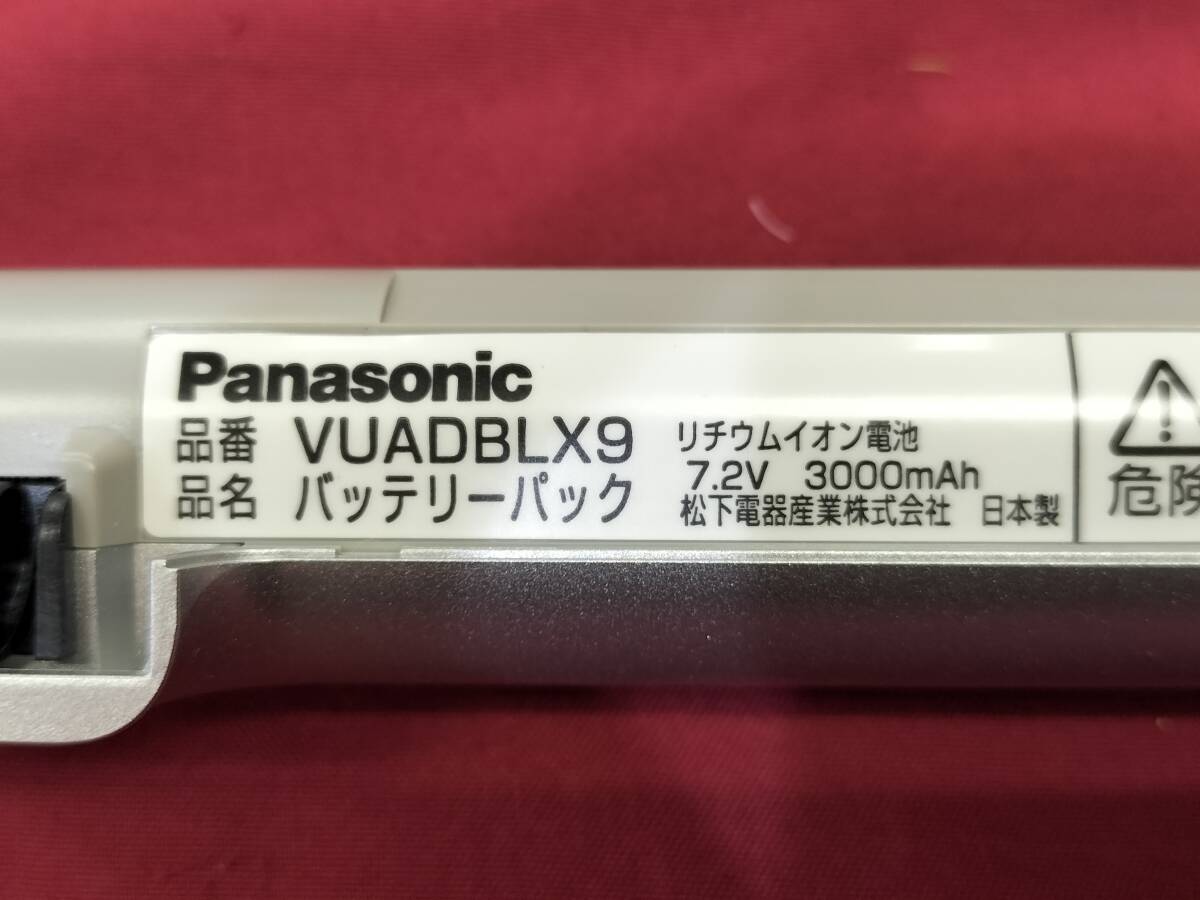 Panasonic
品番 VUADBLX9
品名 バッテリーパック
リチウムイオン電池
7.2V 3000mAh
松下電器産業株式会社 日本製
危険